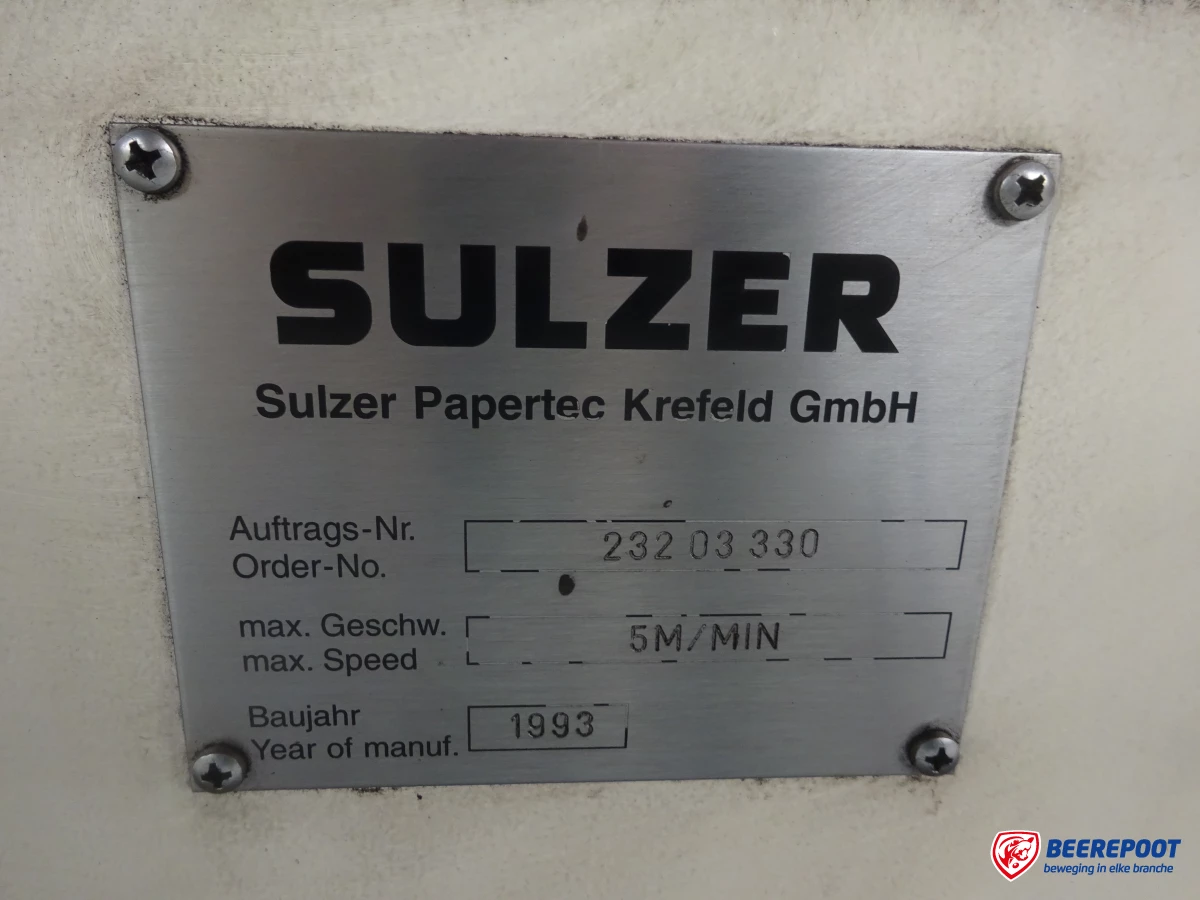 SULZER
Sulzer Papertec Krefeld GmbH
Auftrags-Nr.
Order-No.
232 03 330
max. Geschw.
max. Speed
5M/MIN
Baujahr
Year of manuf.
1993
BEEREPOOT
beweging in elke branche